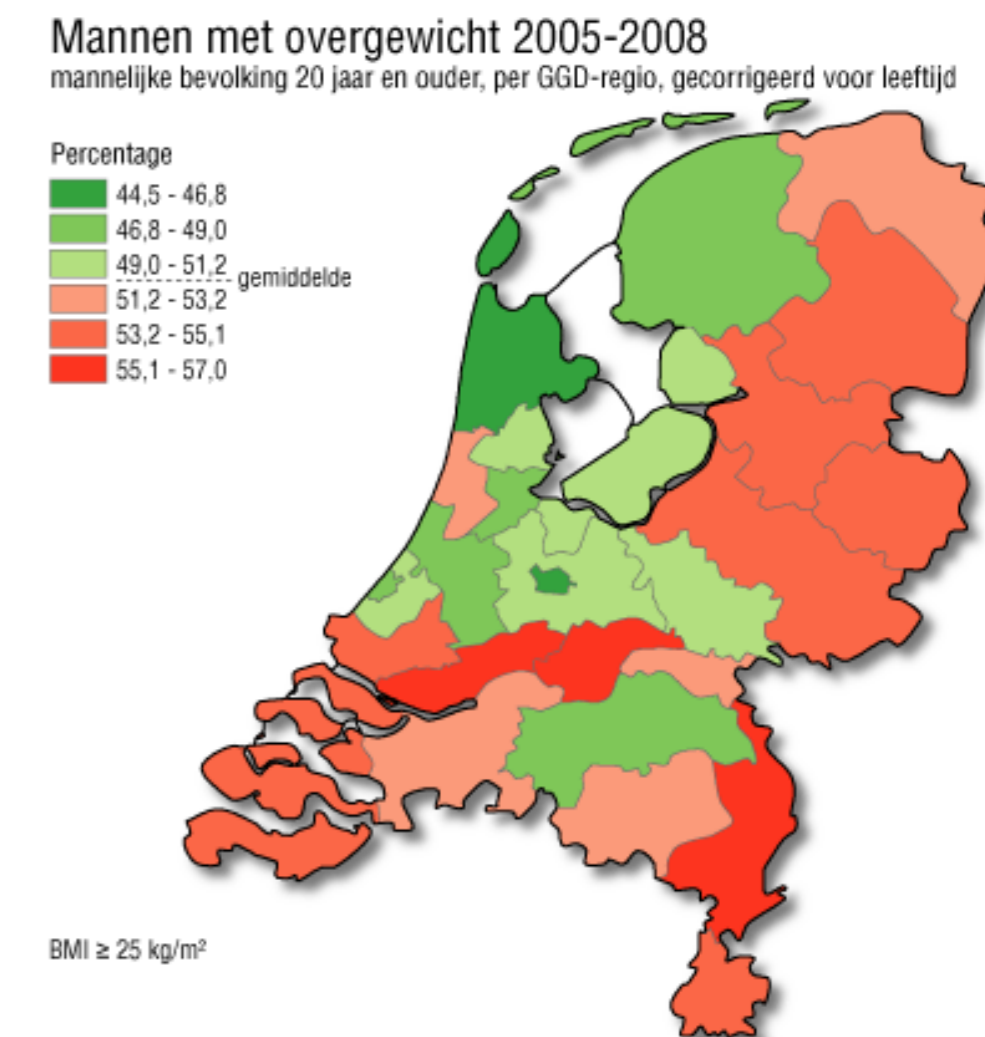 Mannen met overgewicht 2005-2008
mannelijke bevolking 20 jaar en ouder, per GGD-regio, gecorrigeerd voor leeftijd
Percentage
44,5 - 46,8
46,8 - 49,0
49,0 - 51,2
gemiddelde
51,2 - 53,2
53,2 - 55,1
55,1 - 57,0
BMI ≥ 25 kg/m²